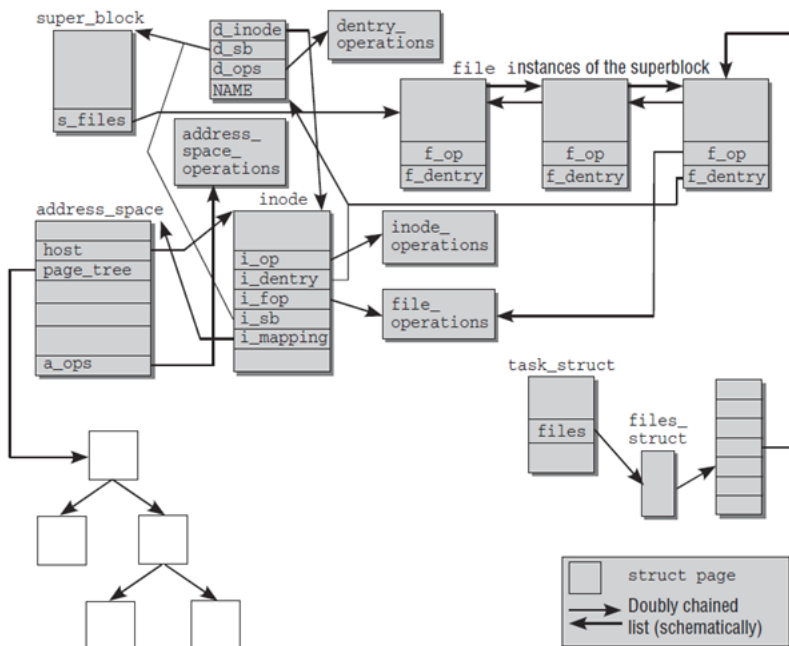 super_block
s_files
d_inode
d_sb
d_ops
NAME
dentry_
operations
file instances of the superblock
f_op
f_dentry
f_op
f_dentry
f_op
f_dentry
address_
space_
operations
address_space
host
page_tree
a_ops
inode
i_op
i_dentry
i_fop
i_sb
i_mapping
inode_
operations
file_
operations
task_struct
files
files_
struct
struct page
Doubly chained
list (schematically)